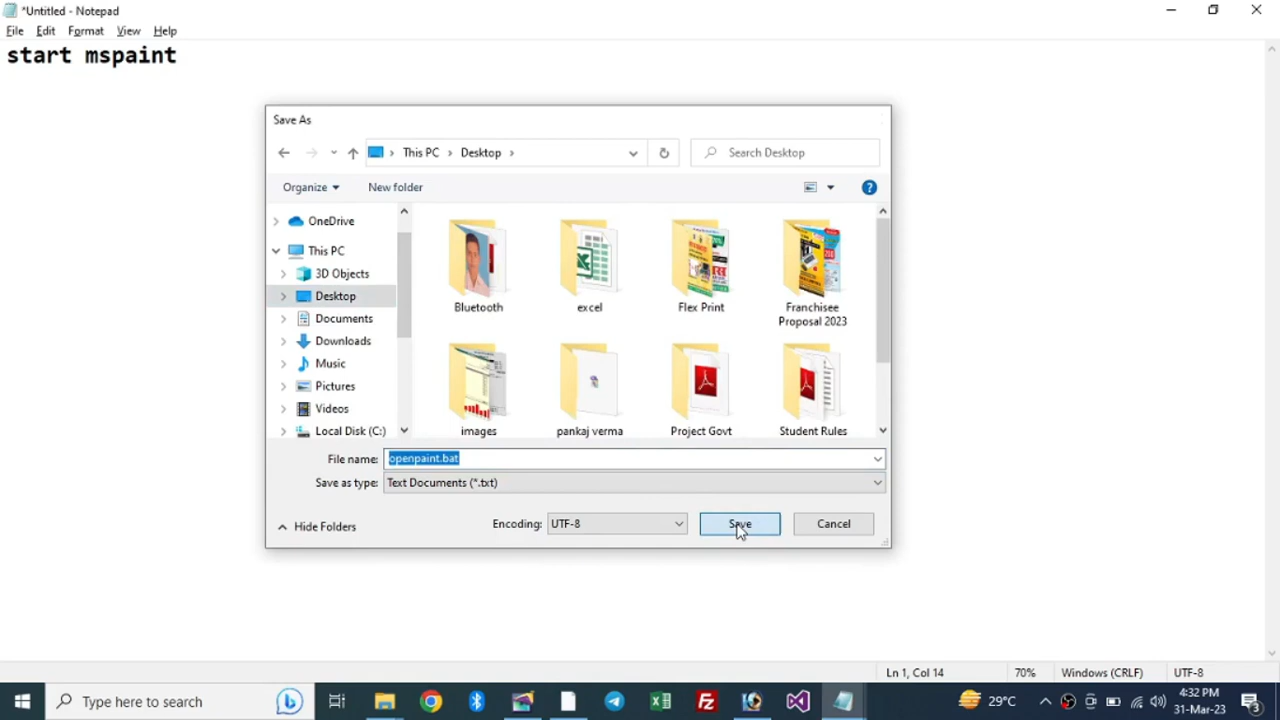 *Untitled - Notepad
File Edit Format View Help
start mspaint
Save As
This PC Desktop
Search Desktop
Organize New folder
OneDrive
This PC
3D Objects
Desktop
Documents
Downloads
Music
Pictures
Videos
Local Disk (C:)
Bluetooth
excel
Flex Print
Franchisee
Proposal 2023
images
pankaj verma
Project Govt
Student Rules
File name: openpaint.bat
Save as type: Text Documents (*.txt)
Hide Folders
Encoding: UTF-8
Save
Cancel
Ln 1, Col 14 70% Windows (CRLF) UTF-8
Type here to search
29°C
4:32 PM
31-Mar-23
3